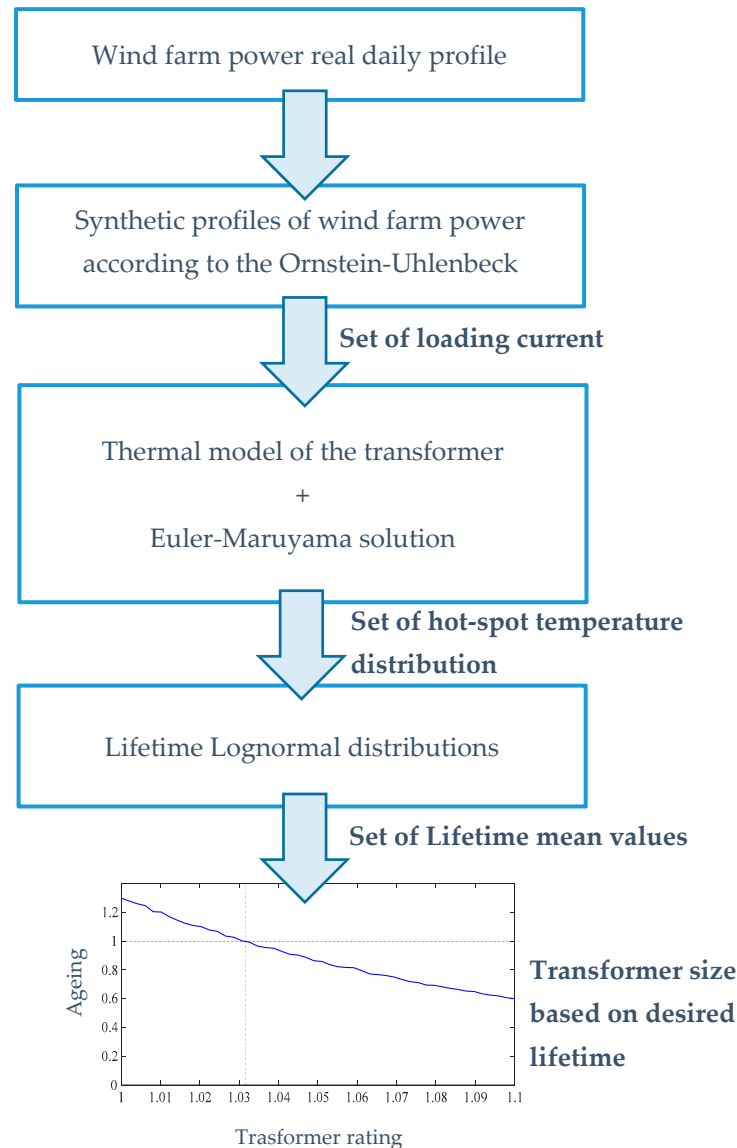 Wind farm power real daily profile
Synthetic profiles of wind farm power
according to the Ornstein-Uhlenbeck
Set of loading current
Thermal model of the transformer
+
Euler-Maruyama solution
Set of hot-spot temperature
distribution
Lifetime Lognormal distributions
Set of Lifetime mean values
1.2
1
0.8
0.6
0.4
0.2
0
Ageing
1 1.01 1.02 1.03 1.04 1.05 1.06 1.07 1.08 1.09 1.1
Trasformer rating
Transformer size
based on desired
lifetime